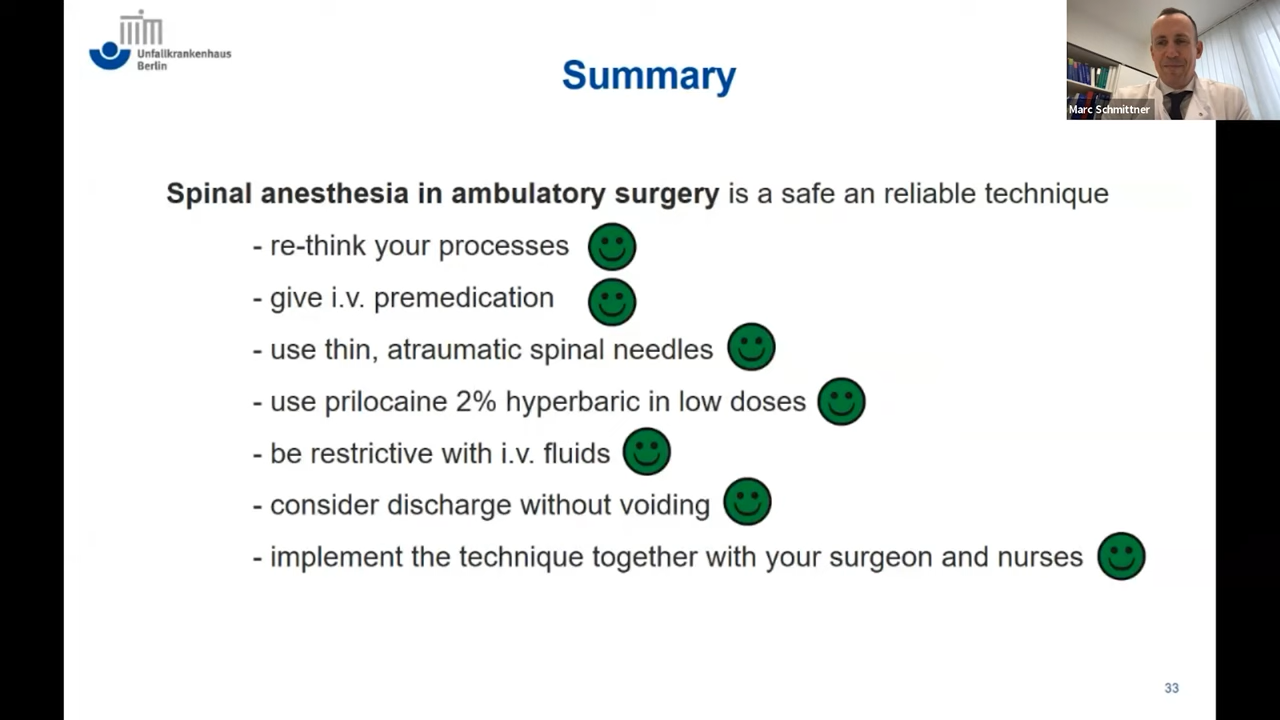 Unfallkrankenhaus
Berlin
Summary
Marc Schmittner
Spinal anesthesia in ambulatory surgery is a safe an reliable technique
- re-think your processes
- give i.v. premedication
- use thin, atraumatic spinal needles
- use prilocaine 2% hyperbaric in low doses
- be restrictive with i.v. fluids
- consider discharge without voiding
- implement the technique together with your surgeon and nurses
33